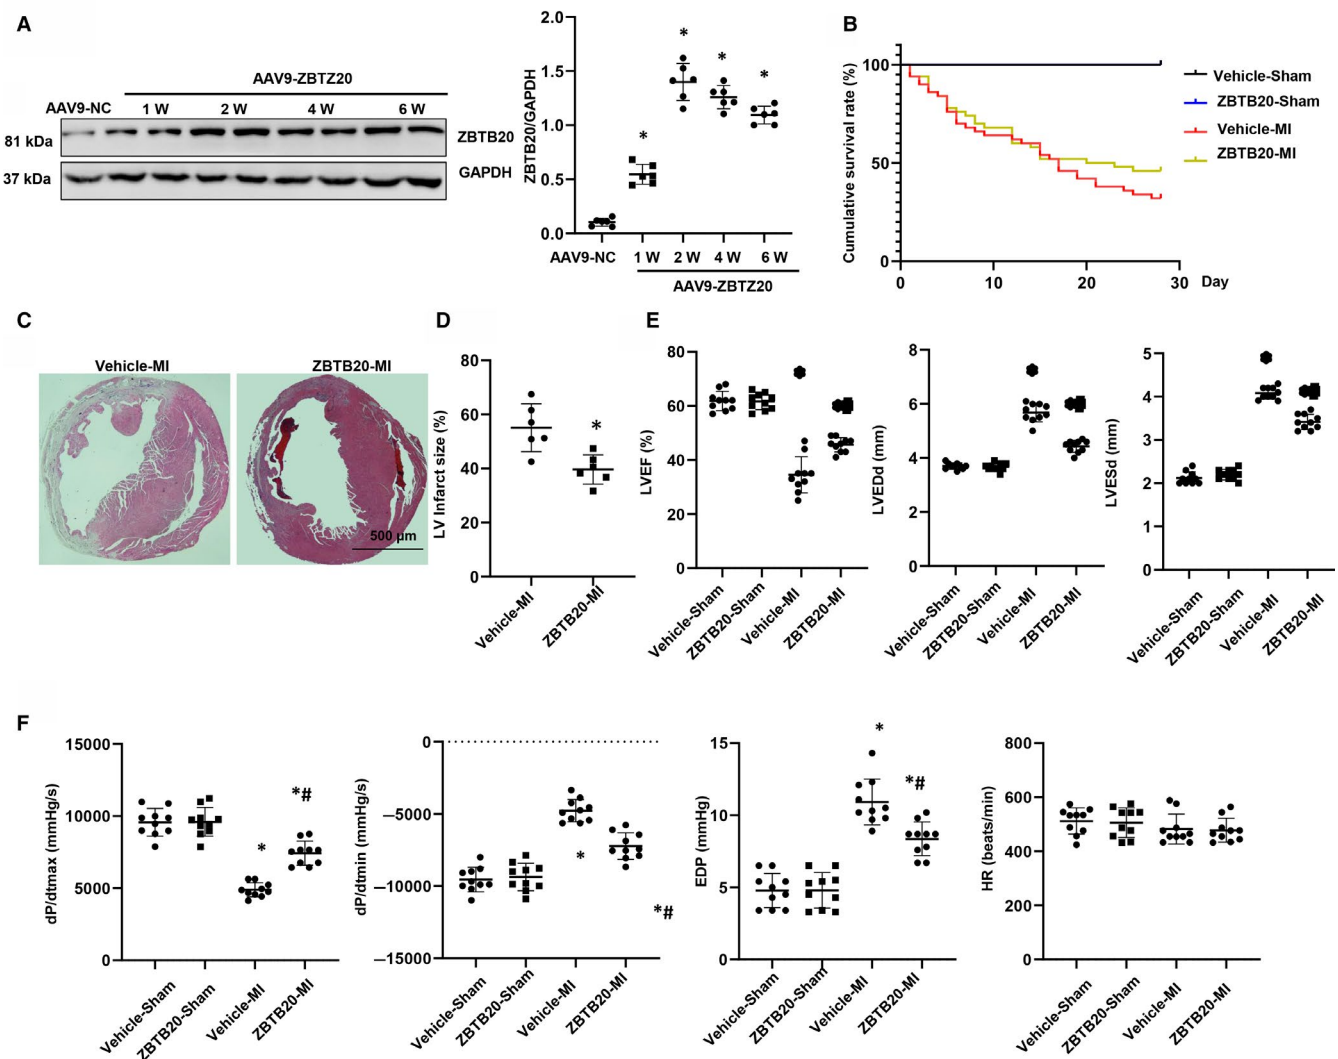 A
AAV9-ZBTZ20
AAV9-NC 1 W 2 W 4 W 6 W
81 kDa ZBTB20
37 kDa GAPDH
ZBTB20/GAPDH
2.0
1.5
1.0
0.5
0.0
* * * *
AAV9-NC 1 W 2 W 4 W 6 W
AAV9-ZBTZ20
B
Cumulative survival rate (%)
100
50
0
0 10 20 30 Day
Vehicle-Sham
ZBTB20-Sham
Vehicle-MI
ZBTB20-MI
C
Vehicle-MI ZBTB20-MI
500 µm
D
LV Infarct size (%)
80
60
40
20
0
*
Vehicle-MI ZBTB20-MI
E
LVEF (%)
80
60
40
20
0
Vehicle-Sham ZBTB20-Sham Vehicle-MI ZBTB20-MI
LVEDd (mm)
8
6
4
2
0
Vehicle-Sham ZBTB20-Sham Vehicle-MI ZBTB20-MI
LVESd (mm)
5
4
3
2
1
0
Vehicle-Sham ZBTB20-Sham Vehicle-MI ZBTB20-MI
F
dP/dtmax (mmHg/s)
15000
10000
5000
0
* *#
Vehicle-Sham ZBTB20-Sham Vehicle-MI ZBTB20-MI
dP/dtmin (mmHg/s)
0
−5000
−10000
−15000
* *#
Vehicle-Sham ZBTB20-Sham Vehicle-MI ZBTB20-MI
EDP (mmHg)
15
10
5
0
* *#
Vehicle-Sham ZBTB20-Sham Vehicle-MI ZBTB20-MI
HR (beats/min)
800
600
400
200
0
Vehicle-Sham ZBTB20-Sham Vehicle-MI ZBTB20-MI